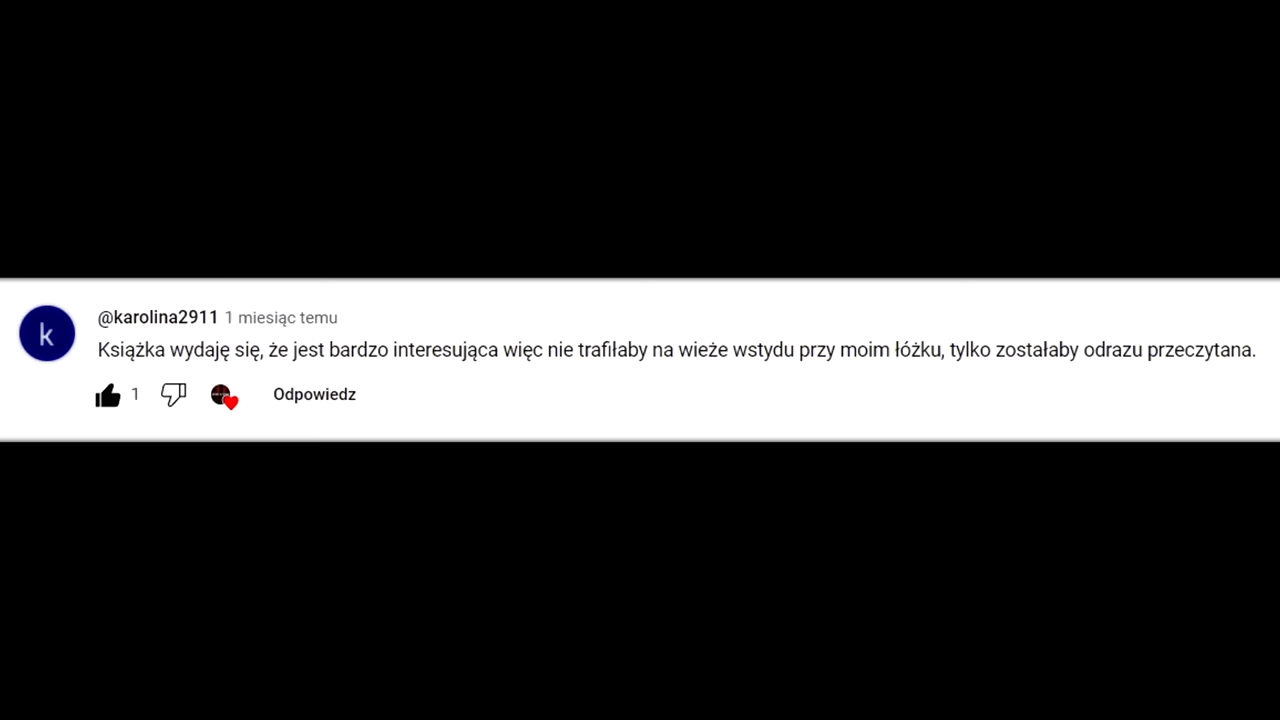 k
@karolina2911 1 miesiąc temu
Książka wydaję się, że jest bardzo interesująca więc nie trafiłaby na wieże wstydu przy moim łóżku, tylko zostałaby odrazu przeczytana.
1 Odpowiedz